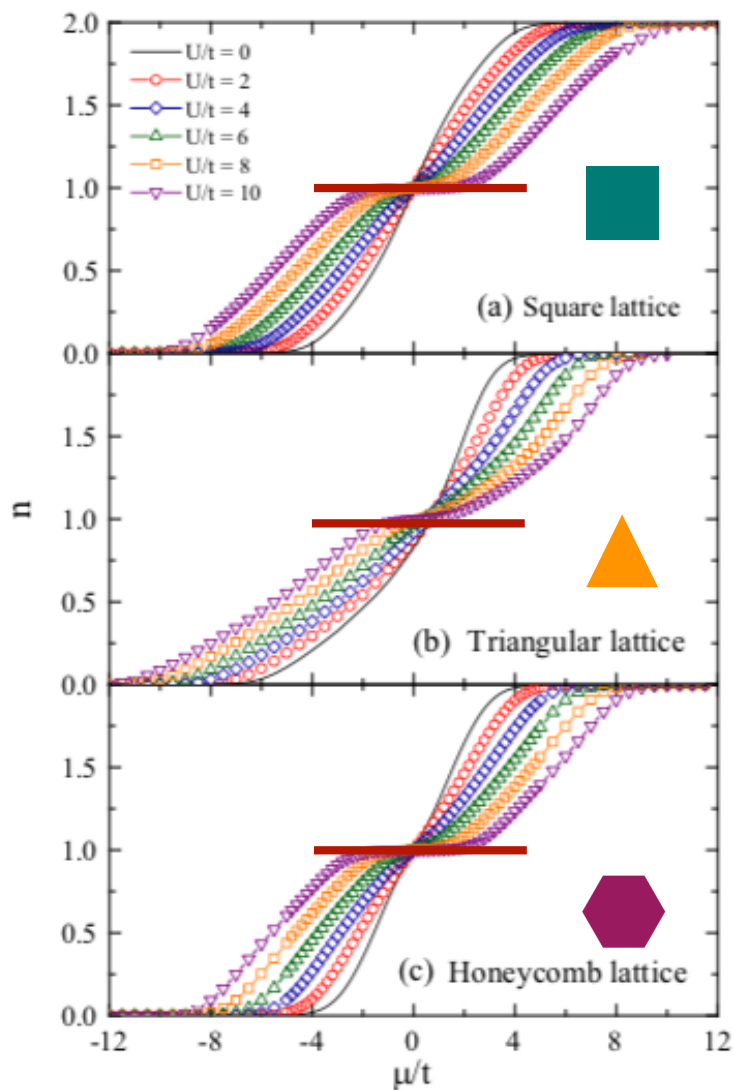 2.0
U/t = 0
U/t = 2
U/t = 4
U/t = 6
U/t = 8
U/t = 10
1.5
1.0
0.5
(a) Square lattice
0.0
1.5
n
1.0
0.5
(b) Triangular lattice
0.0
1.5
1.0
0.5
(c) Honeycomb lattice
0.0
-12 -8 -4 0 4 8 12
μ/t